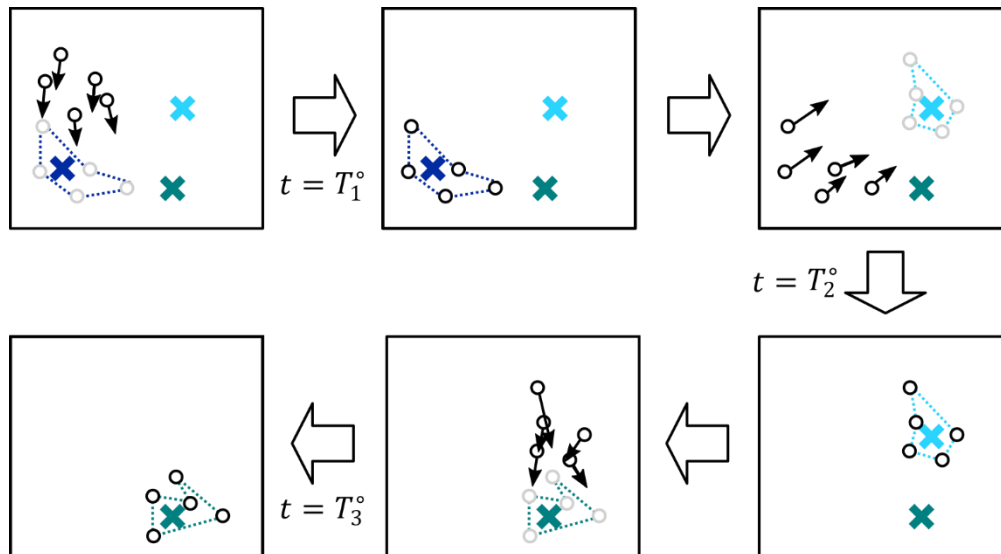 t = T₁°
t = T₂°
t = T₃°